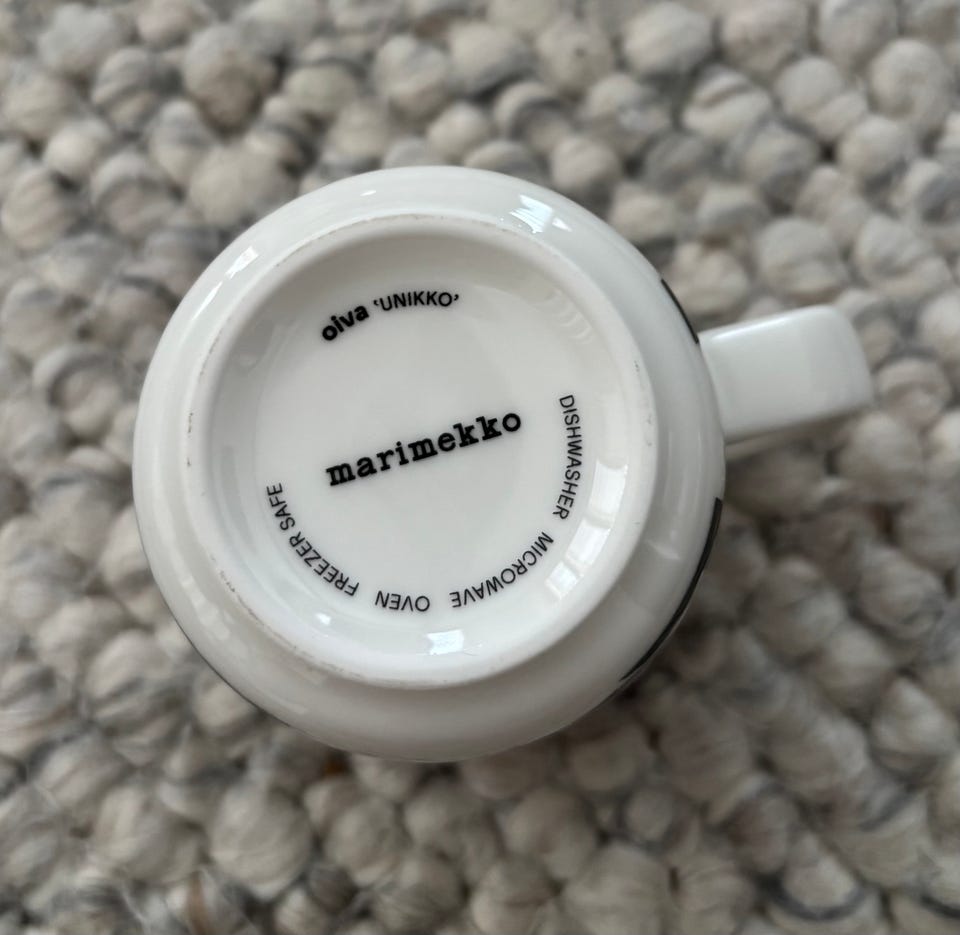 oiva ‘UNIKKO’
marimekko
DISHWASHER MICROWAVE OVEN FREEZER SAFE